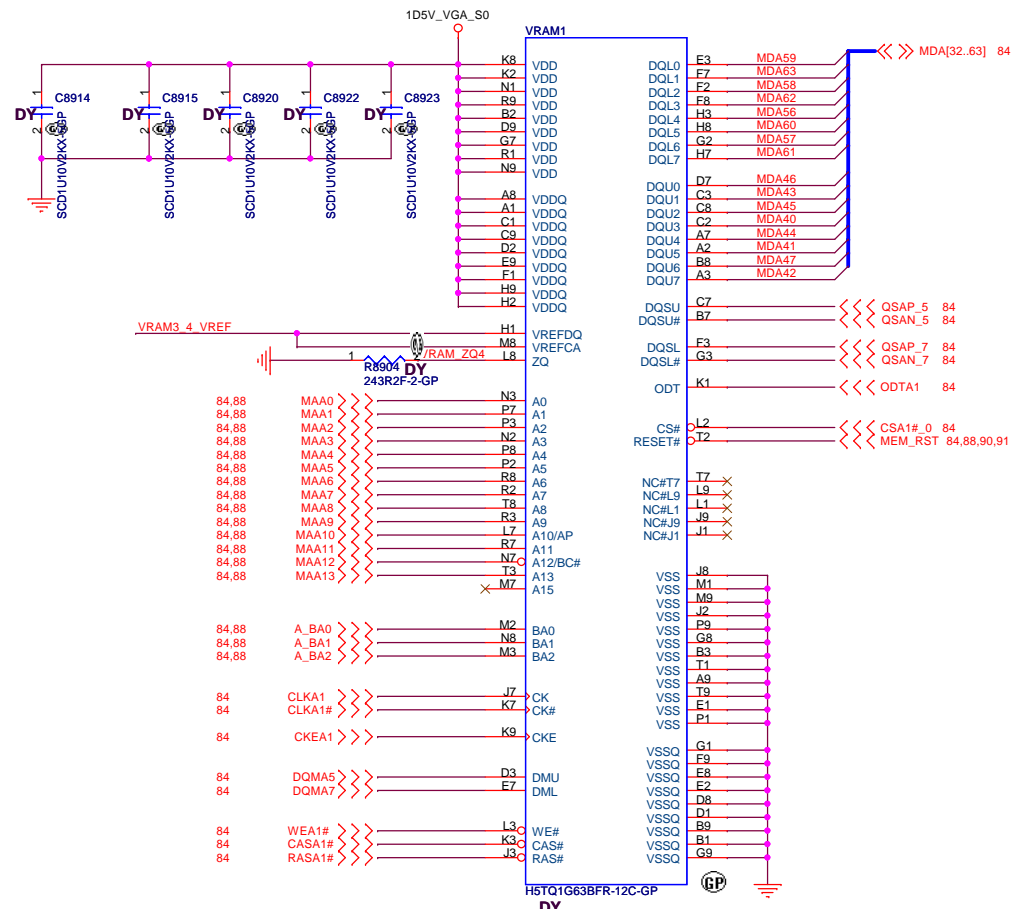 1D5V_VGA_S0
VRAM1
K8 VDD
K2 VDD
N1 VDD
R9 VDD
B2 VDD
D9 VDD
G7 VDD
R1 VDD
N9 VDD
A8 VDDQ
A1 VDDQ
C1 VDDQ
C9 VDDQ
D2 VDDQ
E9 VDDQ
F1 VDDQ
H9 VDDQ
H2 VDDQ
1 C8914 DY 2
1 C8915 DY 2
1 C8920 DY 2
1 C8922 DY 2
1 C8923 DY 2
SCD1U10V2KX-
SCD1U10V2KX-
SCD1U10V2KX-
SCD1U10V2KX-
SCD1U10V2KX-
VRAM3_4_VREF
H1 VREFDQ
M8 VREFCA
L8 ZQ
1 R8904 DY
243R2F-2-GP
84,88 MAA0 N3 A0
84,88 MAA1 P7 A1
84,88 MAA2 P3 A2
84,88 MAA3 N2 A3
84,88 MAA4 P8 A4
84,88 MAA5 P2 A5
84,88 MAA6 R8 A6
84,88 MAA7 R2 A7
84,88 MAA8 T8 A8
84,88 MAA9 R3 A9
84,88 MAA10 L7 A10/AP
84,88 MAA11 R7 A11
84,88 MAA12 N7 A12/BC#
84,88 MAA13 T3 A13
M7 A15
84,88 A_BA0 M2 BA0
84,88 A_BA1 N8 BA1
84,88 A_BA2 M3 BA2
84 CLKA1 J7 CK
84 CLKA1# K7 CK#
84 CKEA1 K9 CKE
84 DQMA5 D3 DMU
84 DQMA7 E7 DML
84 WEA1# L3 WE#
84 CASA1# K3 CAS#
84 RASA1# J3 RAS#
DQL0 E3 MDA59
DQL1 F7 MDA63
DQL2 F2 MDA58
DQL3 F8 MDA62
DQL4 H3 MDA56
DQL5 H8 MDA60
DQL6 G2 MDA57
DQL7 H7 MDA61
MDA[32..63] 84
DQU0 D7 MDA46
DQU1 C3 MDA43
DQU2 C8 MDA45
DQU3 C2 MDA40
DQU4 A7 MDA44
DQU5 A2 MDA41
DQU6 B8 MDA47
DQU7 A3 MDA42
DQSU C7 QSAP_5 84
DQSU# B7 QSAN_5 84
DQSL F3 QSAP_7 84
DQSL# G3 QSAN_7 84
ODT K1 ODTA1 84
CS# L2 CSA1#_0 84
RESET# T2 MEM_RST 84,88,90,91
NC#T7 T7
NC#L9 L9
NC#L1 L1
NC#J9 J9
NC#J1 J1
VSS J8
VSS M1
VSS M9
VSS J2
VSS P9
VSS G8
VSS B3
VSS T1
VSS A9
VSS T9
VSS E1
VSS P1
VSSQ G1
VSSQ F9
VSSQ E8
VSSQ E2
VSSQ D8
VSSQ D1
VSSQ B9
VSSQ B1
VSSQ G9
H5TQ1G63BFR-12C-GP
GP
DY